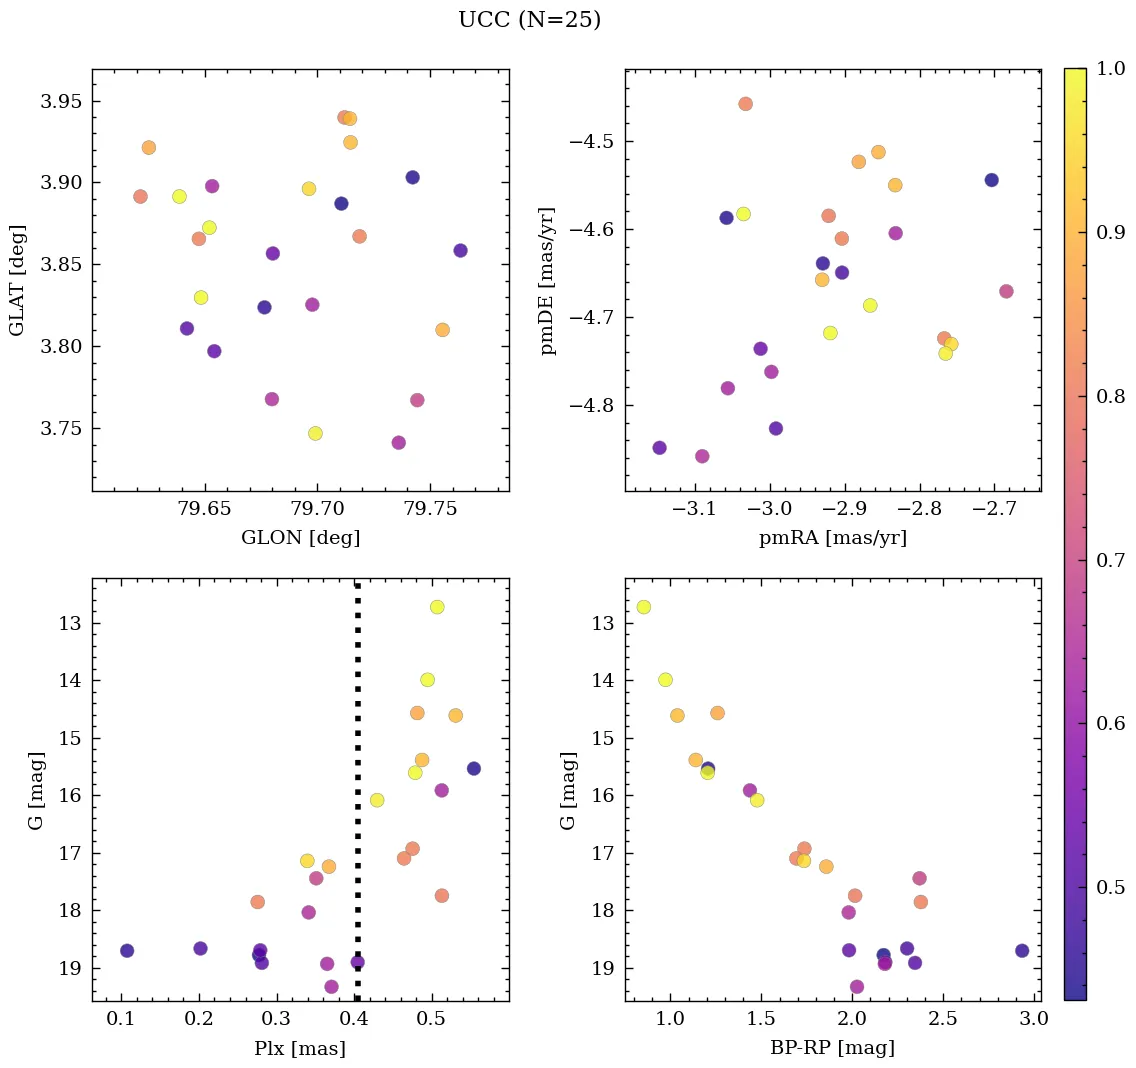 UCC (N=25)
3.95
3.90
3.85
3.80
3.75
GLAT [deg]
79.65 79.70 79.75
GLON [deg]
−4.5
−4.6
−4.7
−4.8
pmDE [mas/yr]
−3.1 −3.0 −2.9 −2.8 −2.7
pmRA [mas/yr]
13
14
15
16
17
18
19
G [mag]
0.1 0.2 0.3 0.4 0.5
Plx [mas]
13
14
15
16
17
18
19
G [mag]
1.0 1.5 2.0 2.5 3.0
BP-RP [mag]
1.0
0.9
0.8
0.7
0.6
0.5